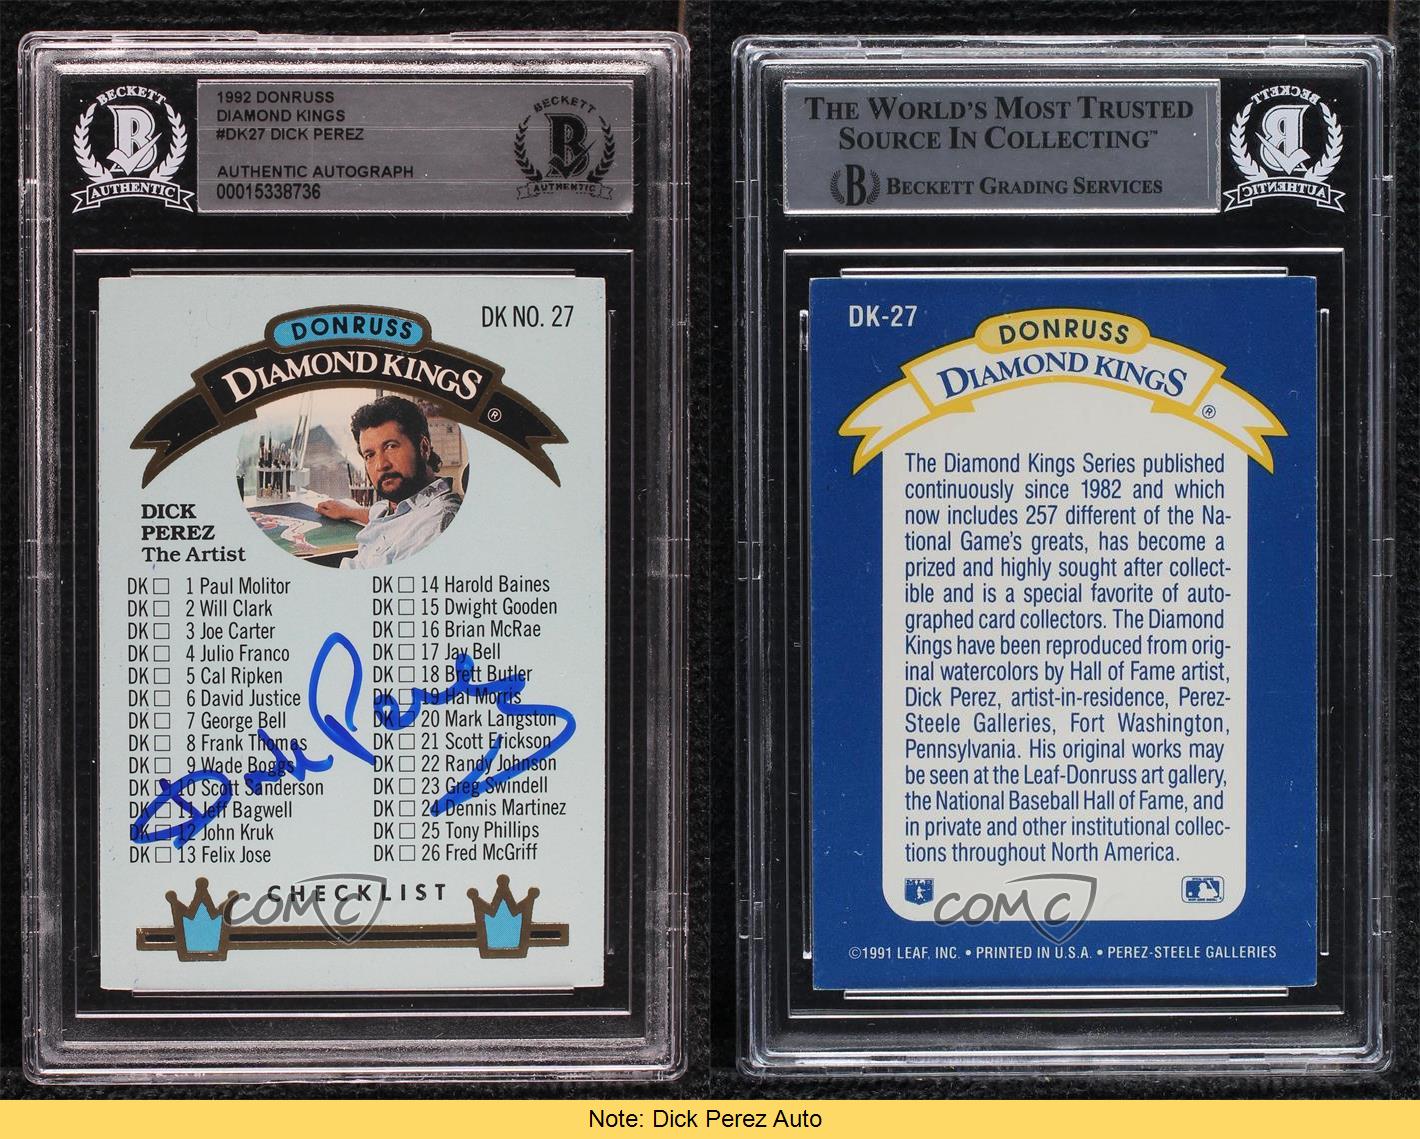 BECKETT
B
AUTHENTIC
1992 DONRUSS
DIAMOND KINGS
#DK27 DICK PEREZ
AUTHENTIC AUTOGRAPH
00015338736
BECKETT
B
AUTHENTIC
DK NO. 27
DONRUSS
DIAMOND KINGS
®
DICK
PEREZ
The Artist
DK 1 Paul Molitor
DK 2 Will Clark
DK 3 Joe Carter
DK 4 Julio Franco
DK 5 Cal Ripken
DK 6 David Justice
DK 7 George Bell
DK 8 Frank Thomas
DK 9 Wade Boggs
DK 10 Scott Sanderson
DK 11 Jeff Bagwell
DK 12 John Kruk
DK 13 Felix Jose
DK 14 Harold Baines
DK 15 Dwight Gooden
DK 16 Brian McRae
DK 17 Jay Bell
DK 18 Brett Butler
DK 19 Hal Morris
DK 20 Mark Langston
DK 21 Scott Erickson
DK 22 Randy Johnson
DK 23 Greg Swindell
DK 24 Dennis Martinez
DK 25 Tony Phillips
DK 26 Fred McGriff
Dick Perez
CHECKLIST
COMC
THE WORLD'S MOST TRUSTED
SOURCE IN COLLECTING™
B BECKETT GRADING SERVICES
BECKETT
B
AUTHENTIC
DK-27
DONRUSS
DIAMOND KINGS
®
The Diamond Kings Series published
continuously since 1982 and which
now includes 257 different of the Na-
tional Game's greats, has become a
prized and highly sought after collect-
ible and is a special favorite of auto-
graphed card collectors. The Diamond
Kings have been reproduced from orig-
inal watercolors by Hall of Fame artist,
Dick Perez, artist-in-residence, Perez-
Steele Galleries, Fort Washington,
Pennsylvania. His original works may
be seen at the Leaf-Donruss art gallery,
the National Baseball Hall of Fame, and
in private and other institutional collec-
tions throughout North America.
COMC
©1991 LEAF, INC. • PRINTED IN U.S.A. • PEREZ-STEELE GALLERIES
Note: Dick Perez Auto